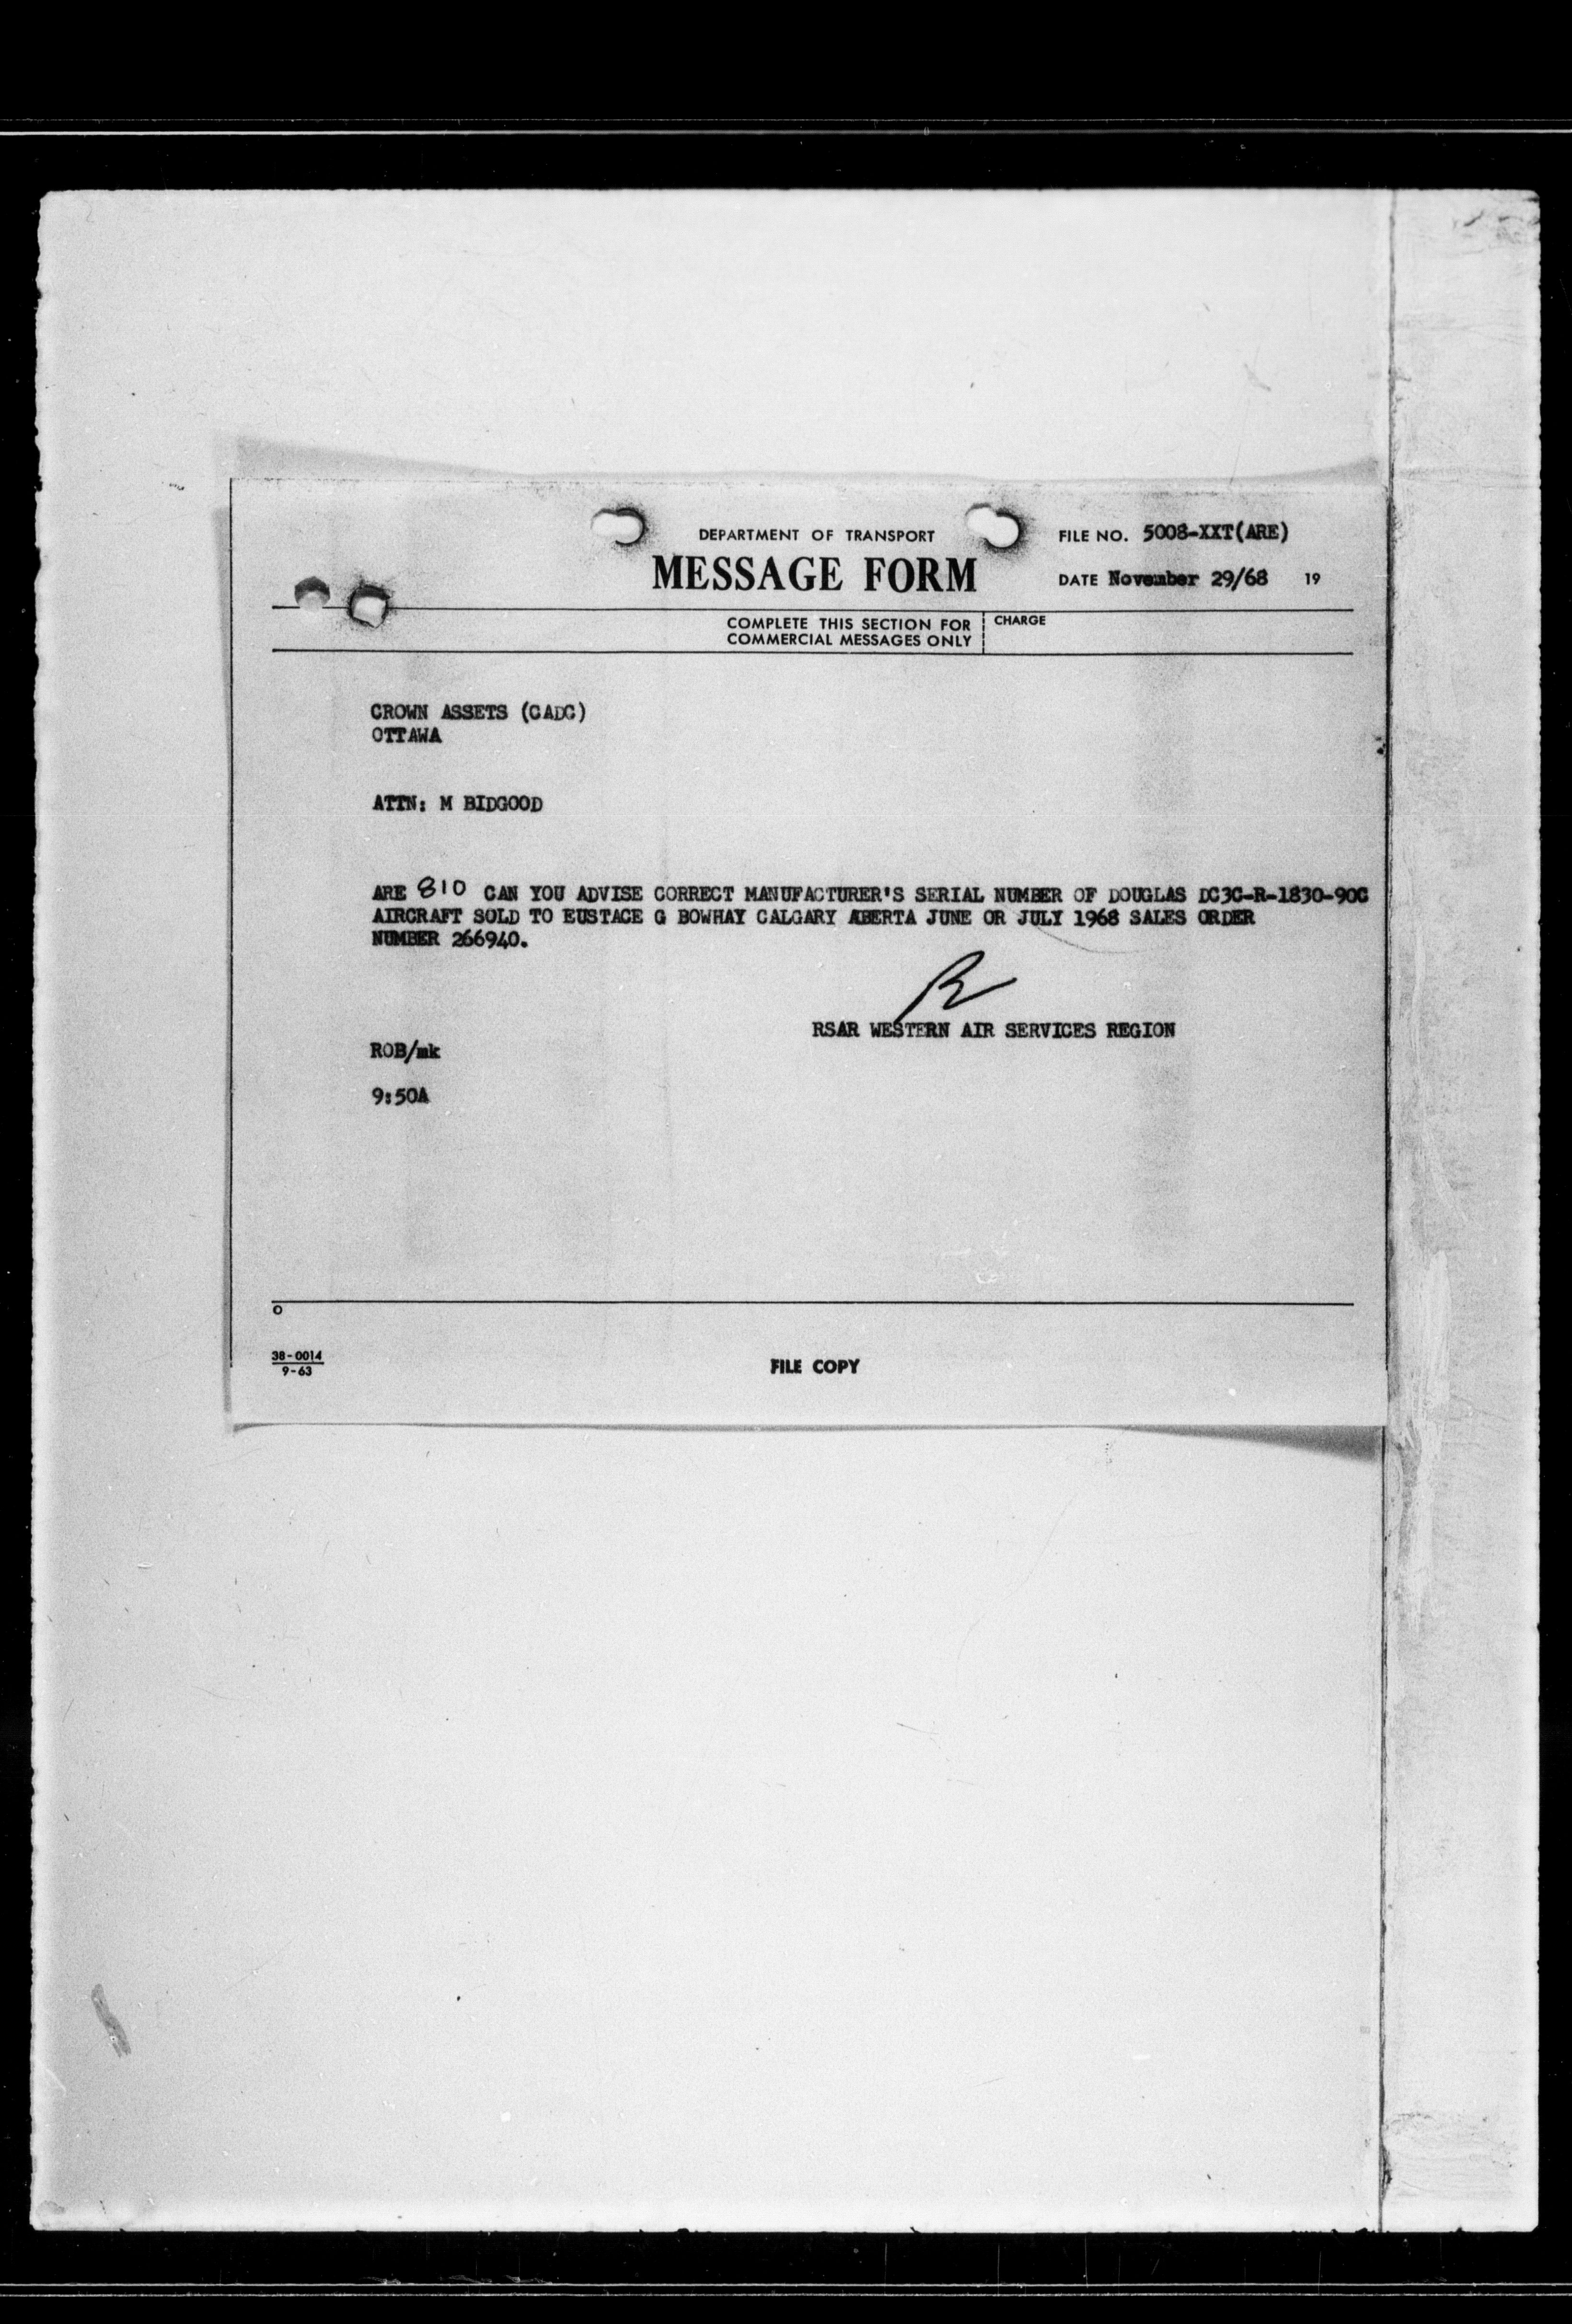 DEPARTMENT OF TRANSPORT
MESSAGE FORM
FILE NO. 5008-XXT(ARE)
DATE November 29/68 19
COMPLETE THIS SECTION FOR
COMMERCIAL MESSAGES ONLY
CHARGE
CROWN ASSETS (CADC)
OTTAWA
ATTN: M BIDGOOD
ARE 810 CAN YOU ADVISE CORRECT MANUFACTURER'S SERIAL NUMBER OF DOUGLAS DC3C-R-1830-90C
AIRCRAFT SOLD TO EUSTACE G BOWHAY CALGARY ABERTA JUNE OR JULY 1968 SALES ORDER
NUMBER 266940.
R
RSAR WESTERN AIR SERVICES REGION
ROB/mk
9:50A
O
38-0014
9-63
FILE COPY